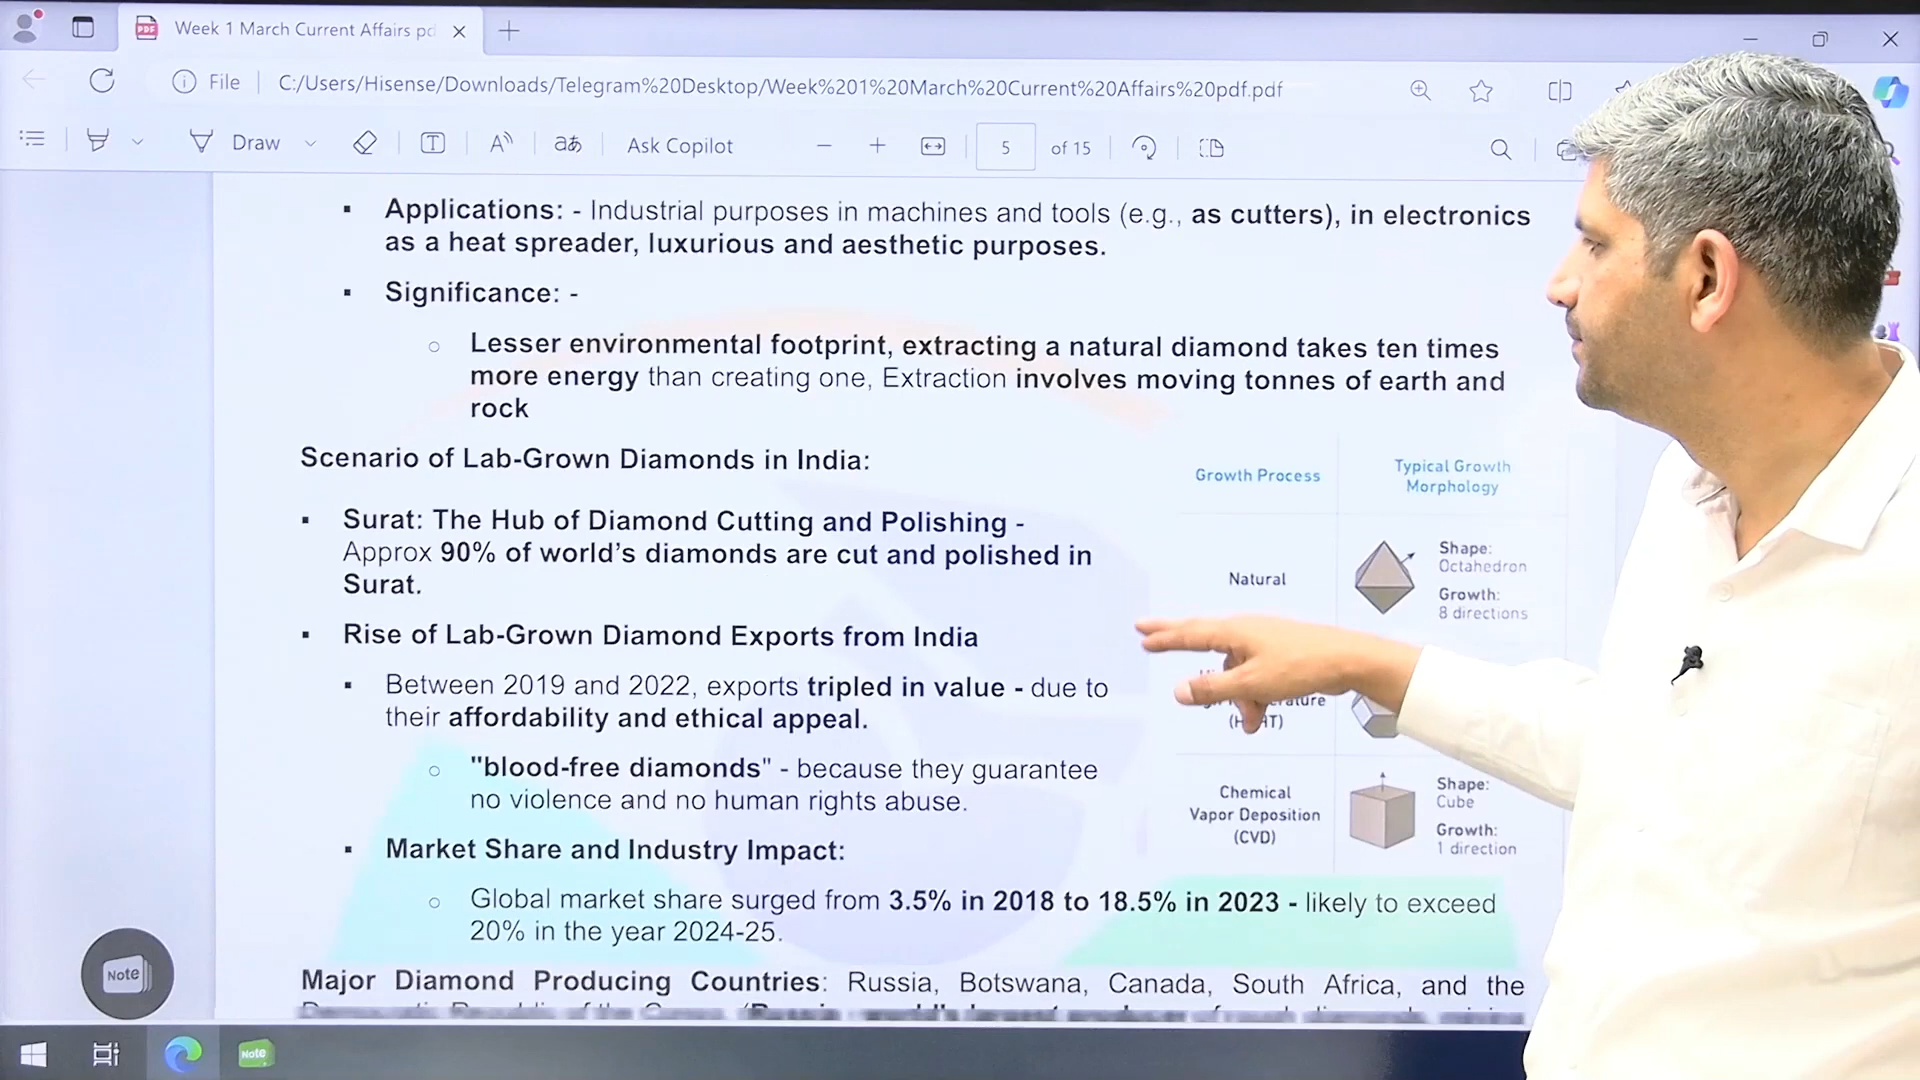 Week 1 March Current Affairs pd
File
C:/Users/Hisense/Downloads/Telegram%20Desktop/Week%201%20March%20Current%20Affairs%20pdf.pdf
Draw
Ask Copilot
5 of 15
▪ Applications: - Industrial purposes in machines and tools (e.g., as cutters), in electronics
as a heat spreader, luxurious and aesthetic purposes.
▪ Significance: -
○ Lesser environmental footprint, extracting a natural diamond takes ten times
more energy than creating one, Extraction involves moving tonnes of earth and
rock
Scenario of Lab-Grown Diamonds in India:
▪ Surat: The Hub of Diamond Cutting and Polishing -
Approx 90% of world's diamonds are cut and polished in
Surat.
▪ Rise of Lab-Grown Diamond Exports from India
▪ Between 2019 and 2022, exports tripled in value - due to
their affordability and ethical appeal.
○ "blood-free diamonds" - because they guarantee
no violence and no human rights abuse.
▪ Market Share and Industry Impact:
○ Global market share surged from 3.5% in 2018 to 18.5% in 2023 - likely to exceed
20% in the year 2024-25.
Major Diamond Producing Countries: Russia, Botswana, Canada, South Africa, and the
Growth Process
Typical Growth
Morphology
Natural
Shape:
Octahedron
Growth:
8 directions
Chemical
Vapor Deposition
(CVD)
Shape:
Cube
Growth:
1 direction
Note
Note